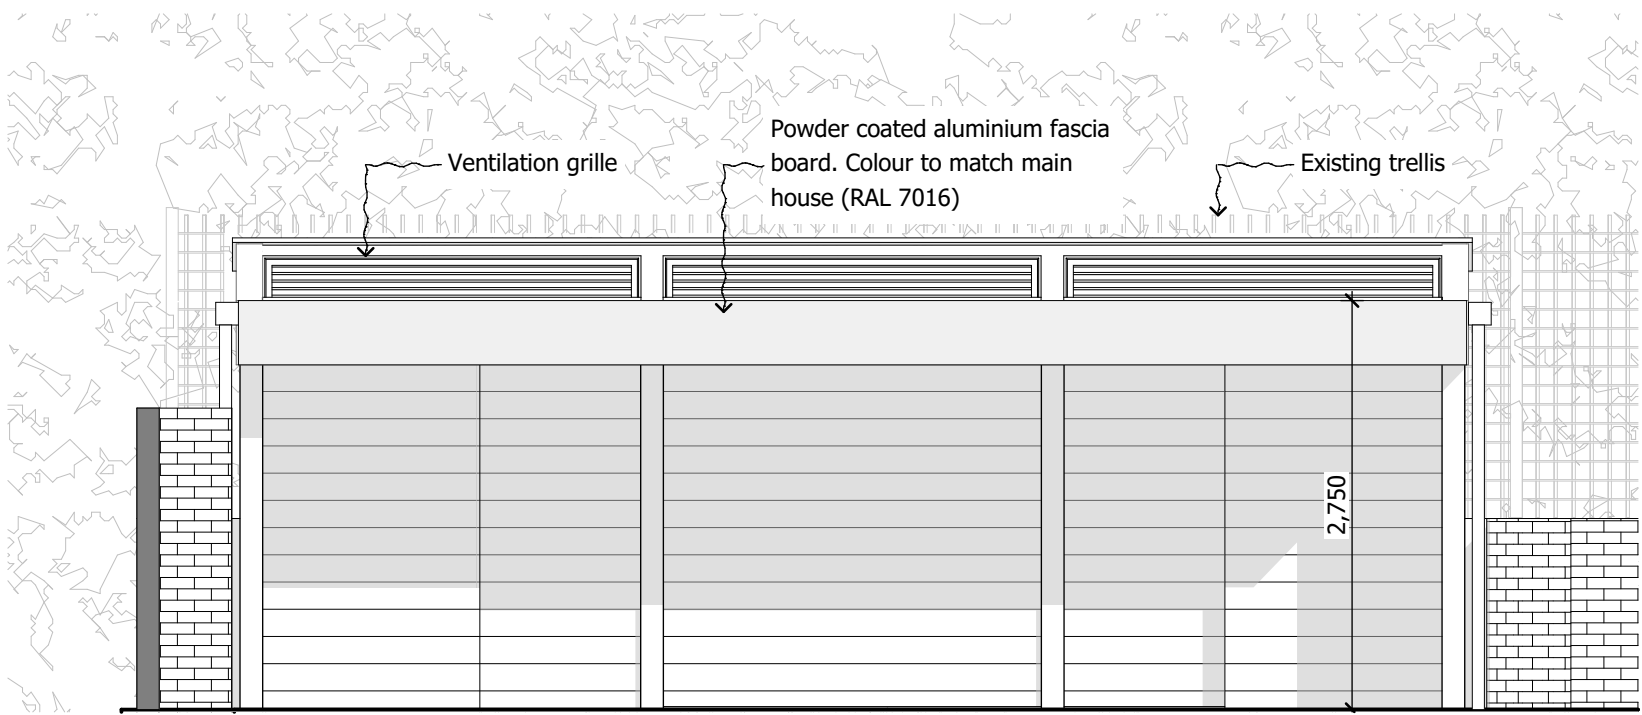 Powder coated aluminium fascia
board. Colour to match main
house (RAL 7016)
Ventilation grille
Existing trellis
2,750